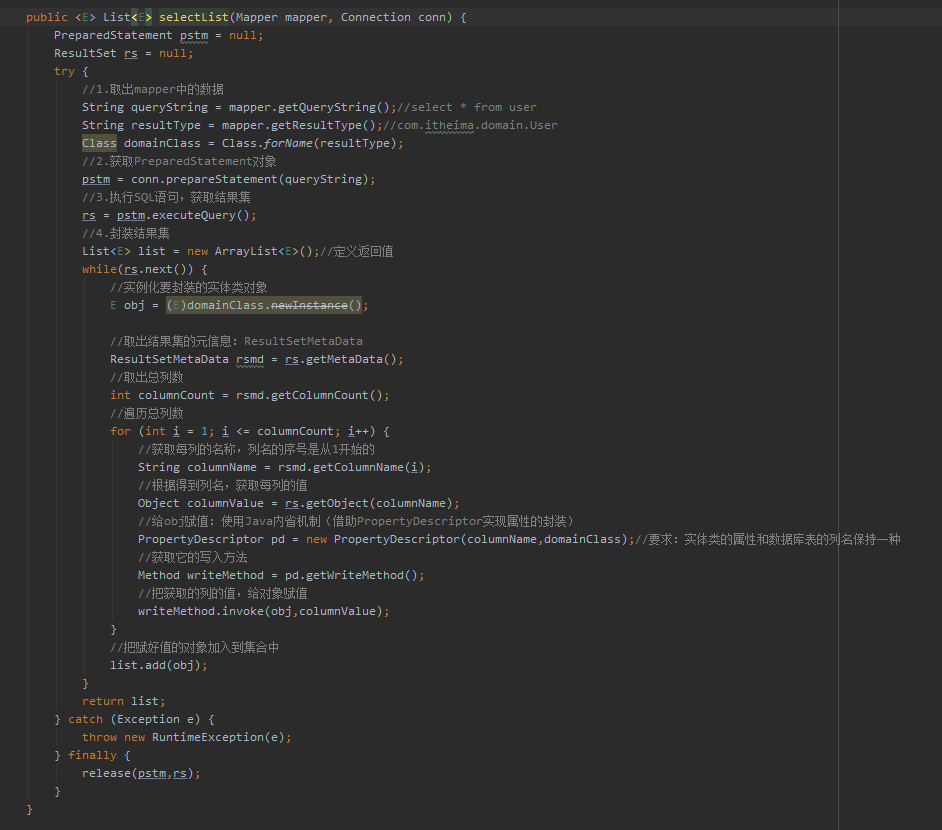 public <E> List<E> selectList(Mapper mapper, Connection conn) {
PreparedStatement pstm = null;
ResultSet rs = null;
try {
//1.取出mapper中的数据
String queryString = mapper.getQueryString();//select * from user
String resultType = mapper.getResultType();//com.itheima.domain.User
Class domainClass = Class.forName(resultType);
//2.获取PreparedStatement对象
pstm = conn.prepareStatement(queryString);
//3.执行SQL语句，获取结果集
rs = pstm.executeQuery();
//4.封装结果集
List<E> list = new ArrayList<E>();//定义返回值
while(rs.next()) {
//实例化要封装的实体类对象
E obj = (E)domainClass.newInstance();
//取出结果集的元信息：ResultSetMetaData
ResultSetMetaData rsmd = rs.getMetaData();
//取出总列数
int columnCount = rsmd.getColumnCount();
//遍历总列数
for (int i = 1; i <= columnCount; i++) {
//获取每列的名称，列名的序号是从1开始的
String columnName = rsmd.getColumnName(i);
//根据得到列名，获取每列的值
Object columnValue = rs.getObject(columnName);
//给obj赋值：使用Java内省机制（借助PropertyDescriptor实现属性的封装）
PropertyDescriptor pd = new PropertyDescriptor(columnName,domainClass);//要求：实体类的属性和数据库表的列名保持一种
//获取它的写入方法
Method writeMethod = pd.getWriteMethod();
//把获取的列的值，给对象赋值
writeMethod.invoke(obj,columnValue);
}
//把赋好值的对象加入到集合中
list.add(obj);
}
return list;
} catch (Exception e) {
throw new RuntimeException(e);
} finally {
release(pstm,rs);
}
}